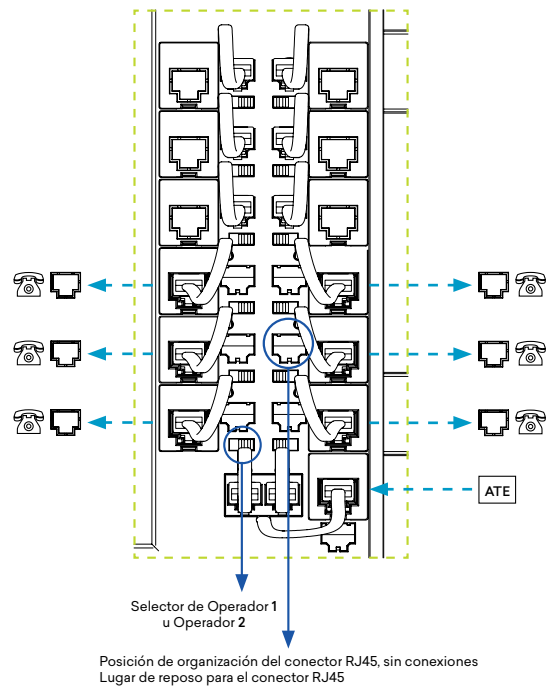 ATE
Selector de Operador 1
u Operador 2
Posición de organización del conector RJ45, sin conexiones
Lugar de reposo para el conector RJ45